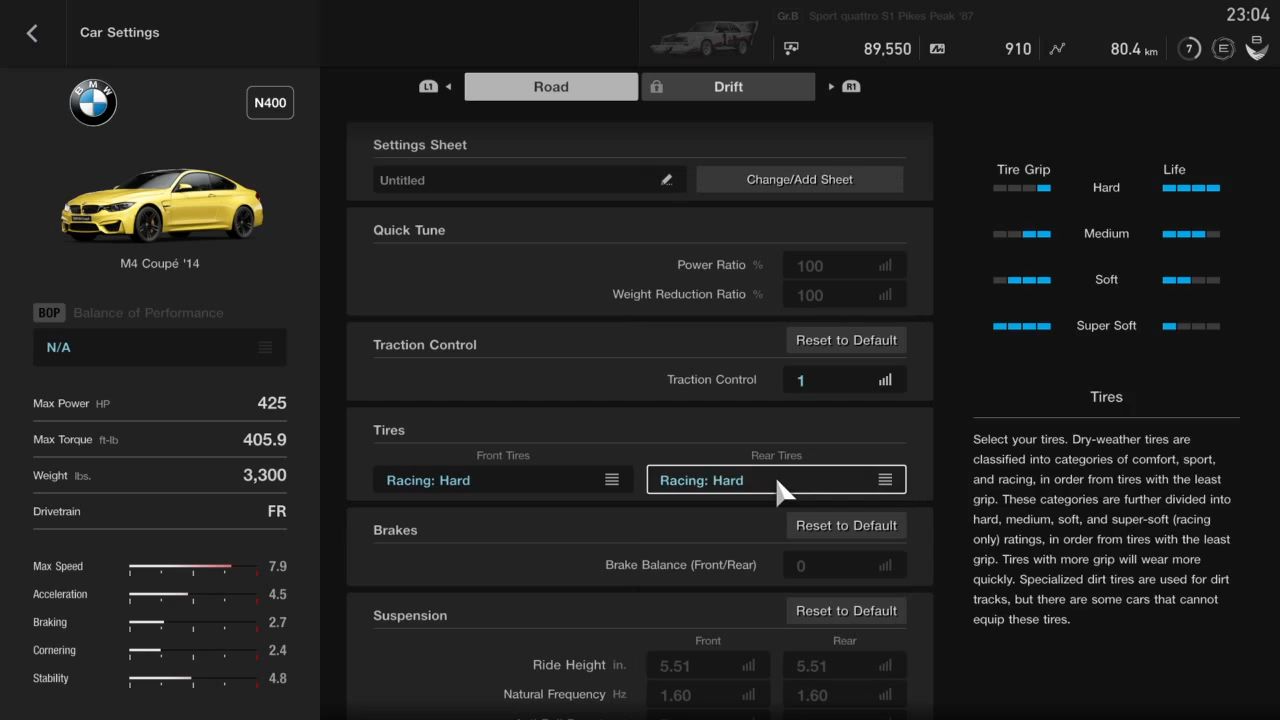 Car Settings
Gr.B Sport quattro S1 Pikes Peak '87
23:04
89,550
910
80.4 km
7
E
B
BMW
N400
M4 Coupé '14
BOP Balance of Performance
N/A
Max Power HP 425
Max Torque ft-lb 405.9
Weight lbs. 3,300
Drivetrain FR
Max Speed 7.9
Acceleration 4.5
Braking 2.7
Cornering 2.4
Stability 4.8
L1 Road Drift R1
Settings Sheet
Untitled Change/Add Sheet
Quick Tune
Power Ratio % 100
Weight Reduction Ratio % 100
Traction Control Reset to Default
Traction Control 1
Tires
Front Tires Rear Tires
Racing: Hard Racing: Hard
Brakes Reset to Default
Brake Balance (Front/Rear) 0
Suspension Reset to Default
Front Rear
Ride Height in. 5.51 5.51
Natural Frequency Hz 1.60 1.60
Tire Grip Life
Hard
Medium
Soft
Super Soft
Tires
Select your tires. Dry-weather tires are
classified into categories of comfort, sport,
and racing, in order from tires with the least
grip. These categories are further divided into
hard, medium, soft, and super-soft (racing
only) ratings, in order from tires with the least
grip. Tires with more grip will wear more
quickly. Specialized dirt tires are used for dirt
tracks, but there are some cars that cannot
equip these tires.